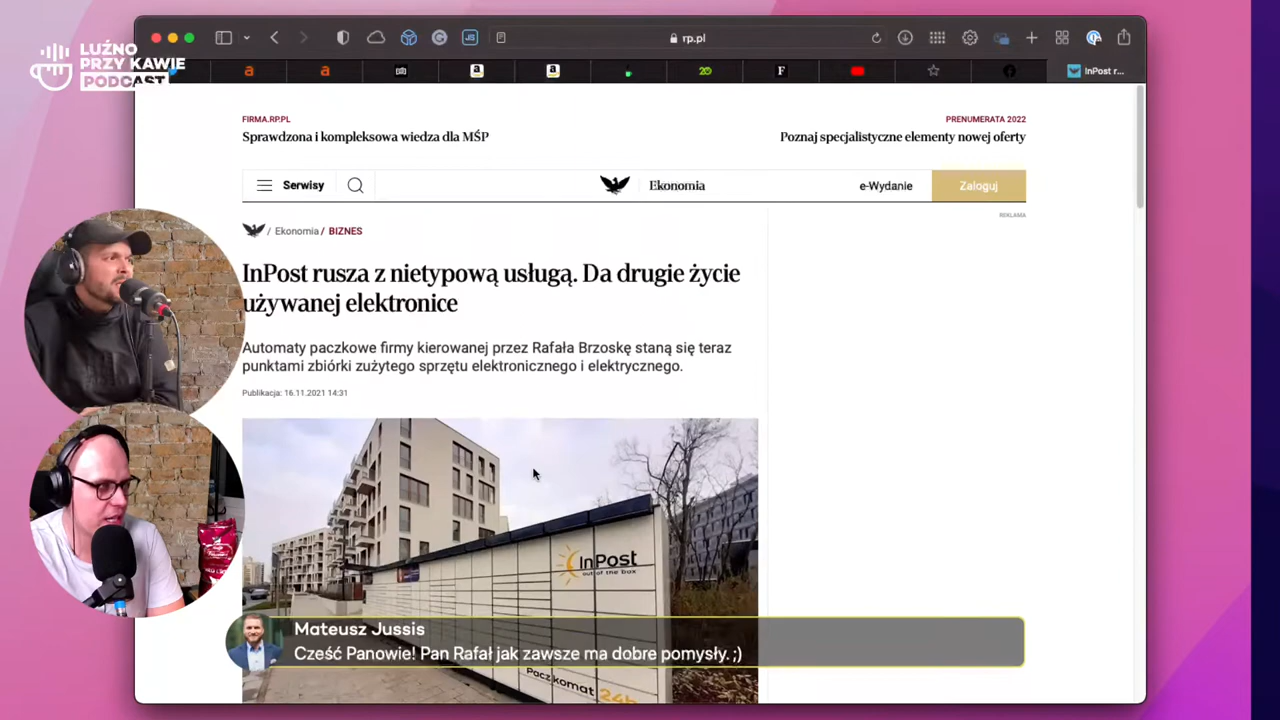 LUŹNO
PRZY KAWIE
PODCAST
rp.pl
InPost r...
FIRMA.RP.PL
Sprawdzona i kompleksowa wiedza dla MŚP
PRENUMERATA 2022
Poznaj specjalistyczne elementy nowej oferty
Serwisy
Ekonomia
e-Wydanie
Zaloguj
REKLAMA
/ Ekonomia / BIZNES
InPost rusza z nietypową usługą. Da drugie życie
używanej elektronice
Automaty paczkowe firmy kierowanej przez Rafała Brzoskę staną się teraz
punktami zbiórki zużytego sprzętu elektronicznego i elektrycznego.
Publikacja: 16.11.2021 14:31
InPost
out of the box
Mateusz Jussis
Cześć Panowie! Pan Rafał jak zawsze ma dobre pomysły. ;)
Paczkomat 24h